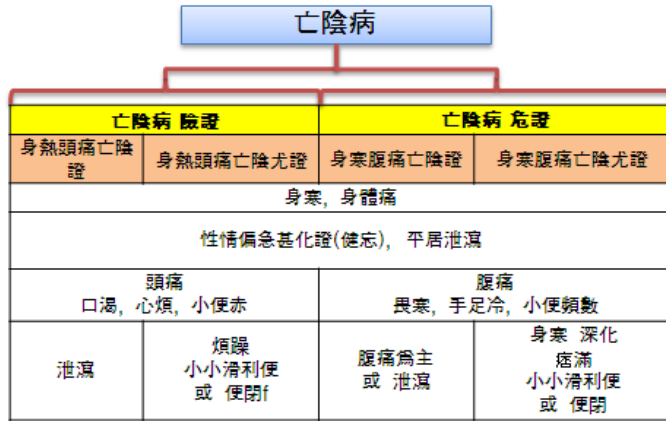 亡陰病
亡陰病 險證
亡陰病 危證
身熱頭痛亡陰
證
身熱頭痛亡陰尤證
身寒腹痛亡陰證
身寒腹痛亡陰尤證
身寒, 身體痛
性情偏急甚化證(健忘), 平居泄瀉
頭痛
口渴, 心煩, 小便赤
腹痛
畏寒, 手足冷, 小便頻數
泄瀉
煩躁
小小滑利便
或 便閉f
腹痛爲主
或 泄瀉
身寒 深化
痞滿
小小滑利便
或 便閉